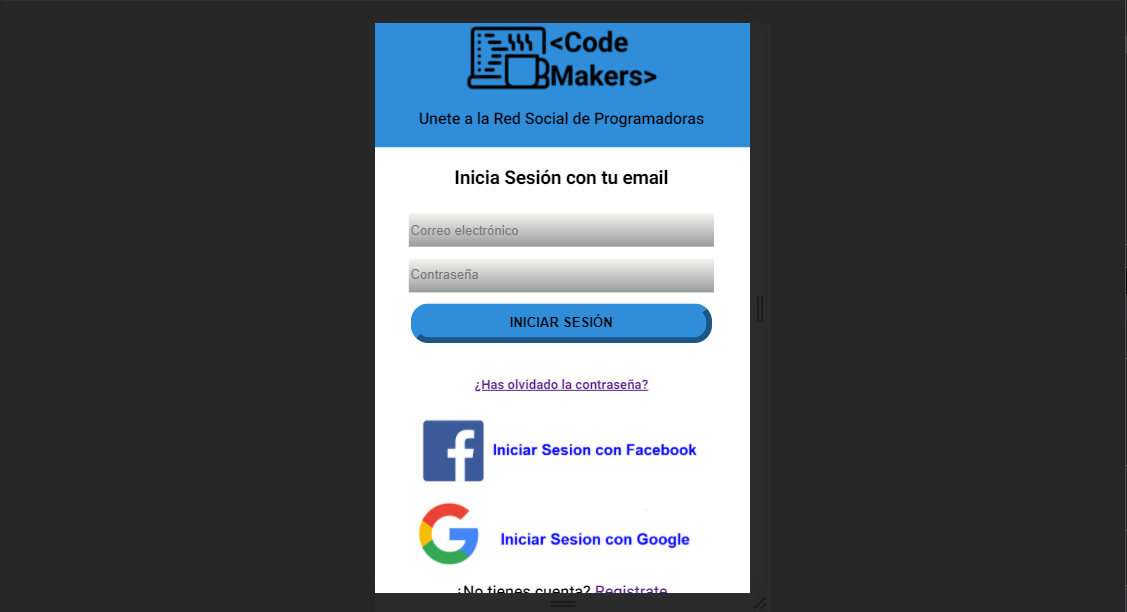 <Code
Makers>
Unete a la Red Social de Programadoras
Inicia Sesión con tu email
Correo electrónico
Contraseña
INICIAR SESIÓN
¿Has olvidado la contraseña?
Iniciar Sesion con Facebook
Iniciar Sesion con Google
¿No tienes cuenta? Registrate